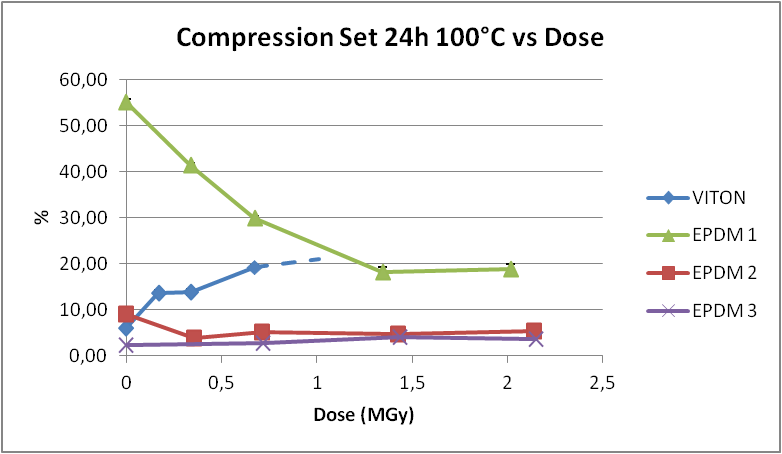 Compression Set 24h 100°C vs Dose
60,00
50,00
40,00
30,00
20,00
10,00
0,00
%
0
0,5
1
1,5
2
2,5
Dose (MGy)
VITON
EPDM 1
EPDM 2
EPDM 3